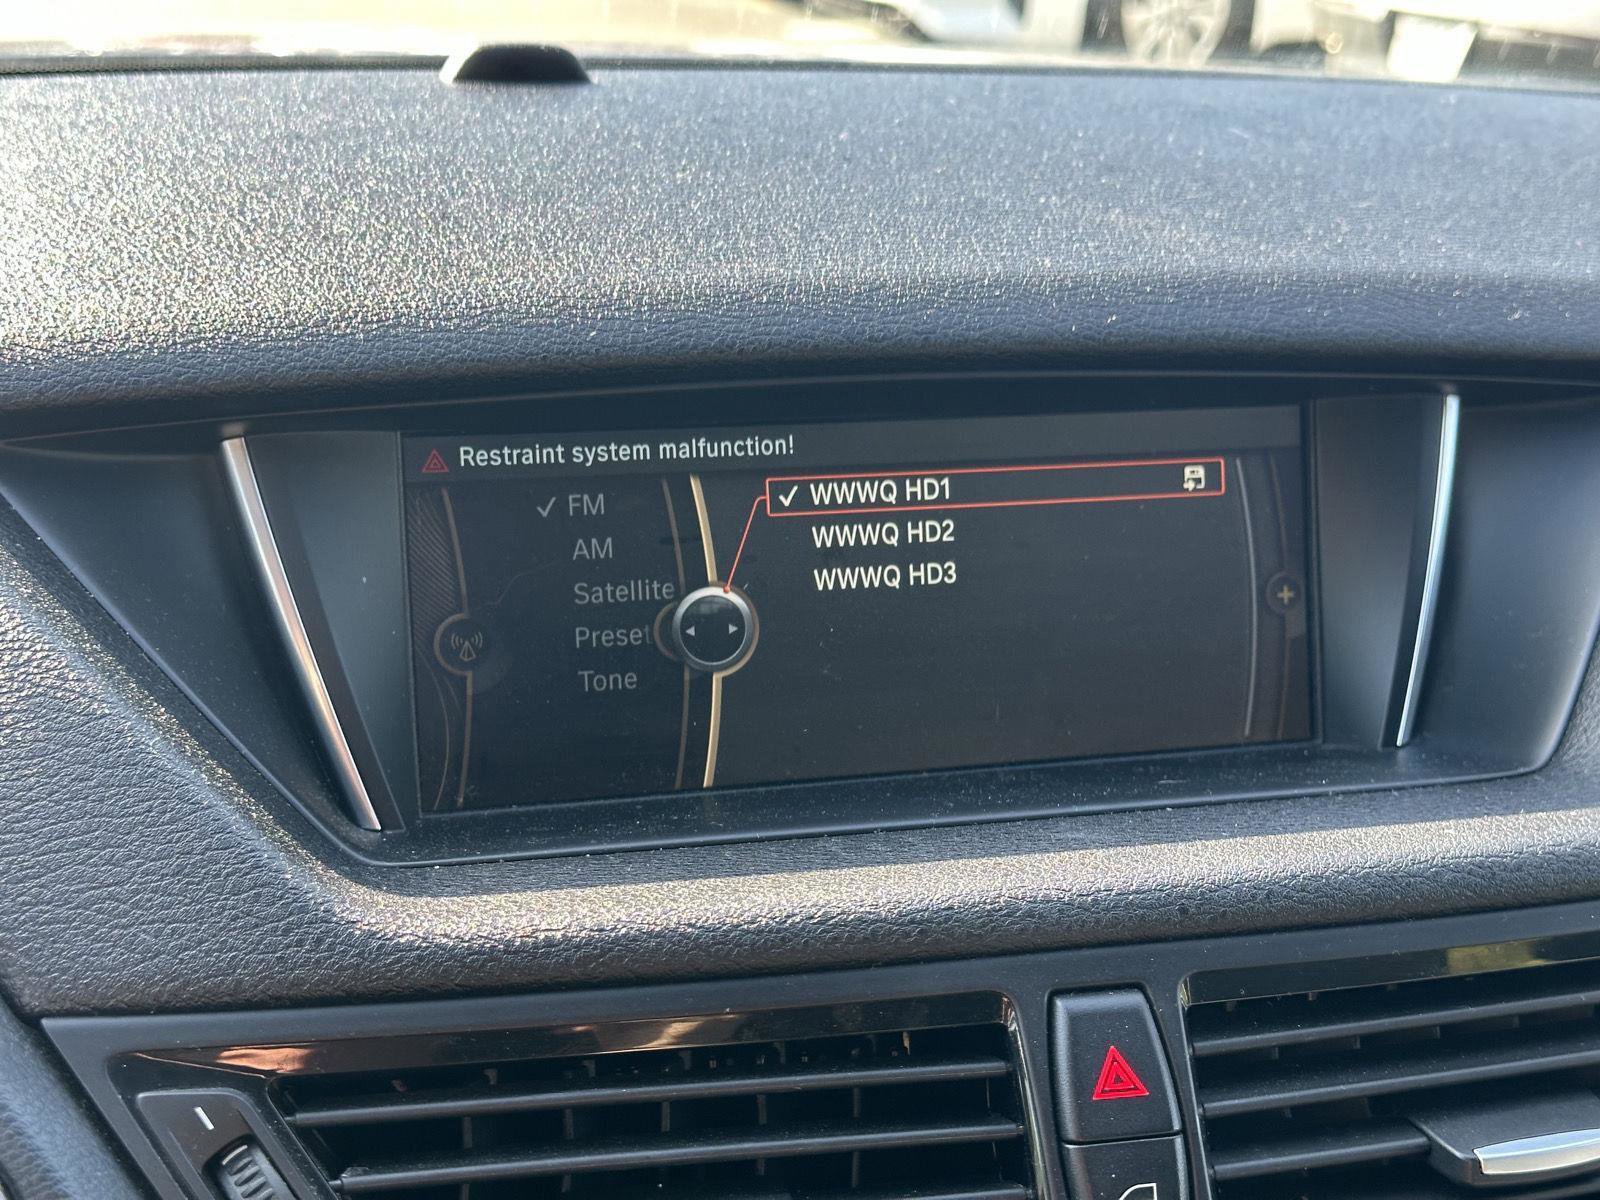 Restraint system malfunction!
FM
AM
Satellite
Preset
Tone
WWWQ HD1
WWWQ HD2
WWWQ HD3